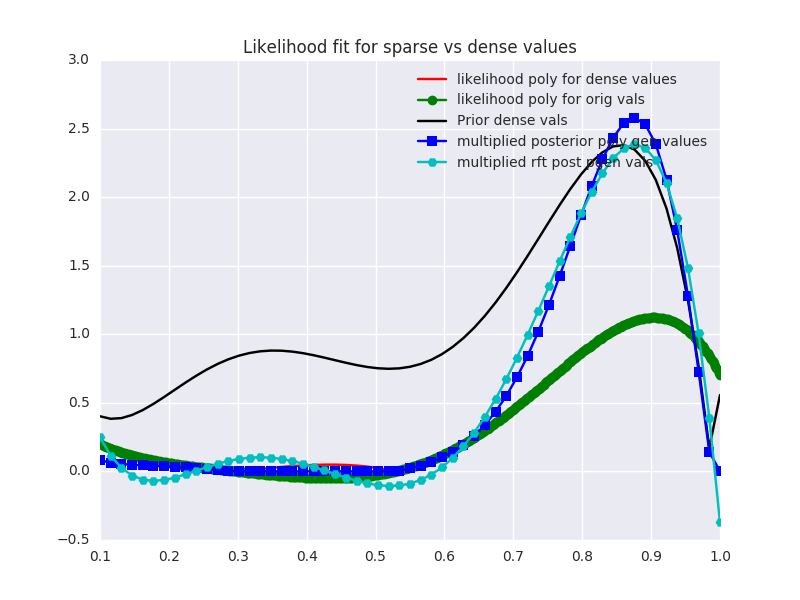 Likelihood fit for sparse vs dense values
likelihood poly for dense values
likelihood poly for orig vals
Prior dense vals
multiplied posterior poly gen values
multiplied rft post pgen vals
3.0
2.5
2.0
1.5
1.0
0.5
0.0
−0.5
0.1 0.2 0.3 0.4 0.5 0.6 0.7 0.8 0.9 1.0